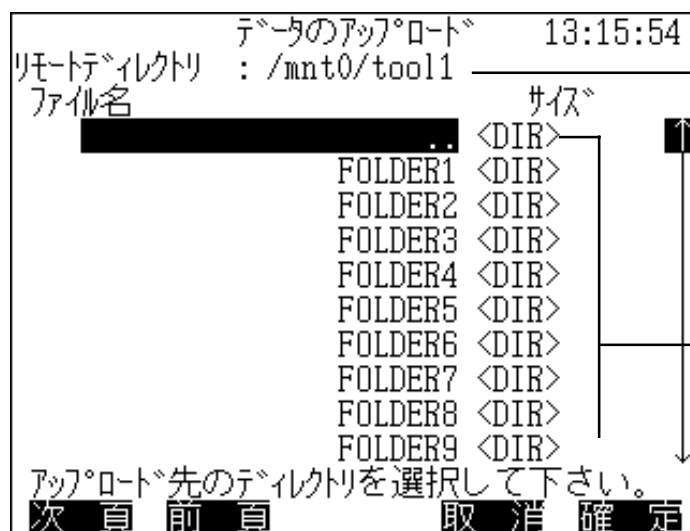 ﾃﾞｰﾀのｱｯﾌﾟﾛｰﾄﾞ 13:15:54
ﾘﾓｰﾄﾃﾞｨﾚｸﾄﾘ : /mnt0/tool1
ﾌｧｲﾙ名 ｻｲｽﾞ
.. <DIR>
FOLDER1 <DIR>
FOLDER2 <DIR>
FOLDER3 <DIR>
FOLDER4 <DIR>
FOLDER5 <DIR>
FOLDER6 <DIR>
FOLDER7 <DIR>
FOLDER8 <DIR>
FOLDER9 <DIR>
ｱｯﾌﾟﾛｰﾄﾞ先のﾃﾞｨﾚｸﾄﾘを選択して下さい。
次 頁 前 頁 取 消 確 定